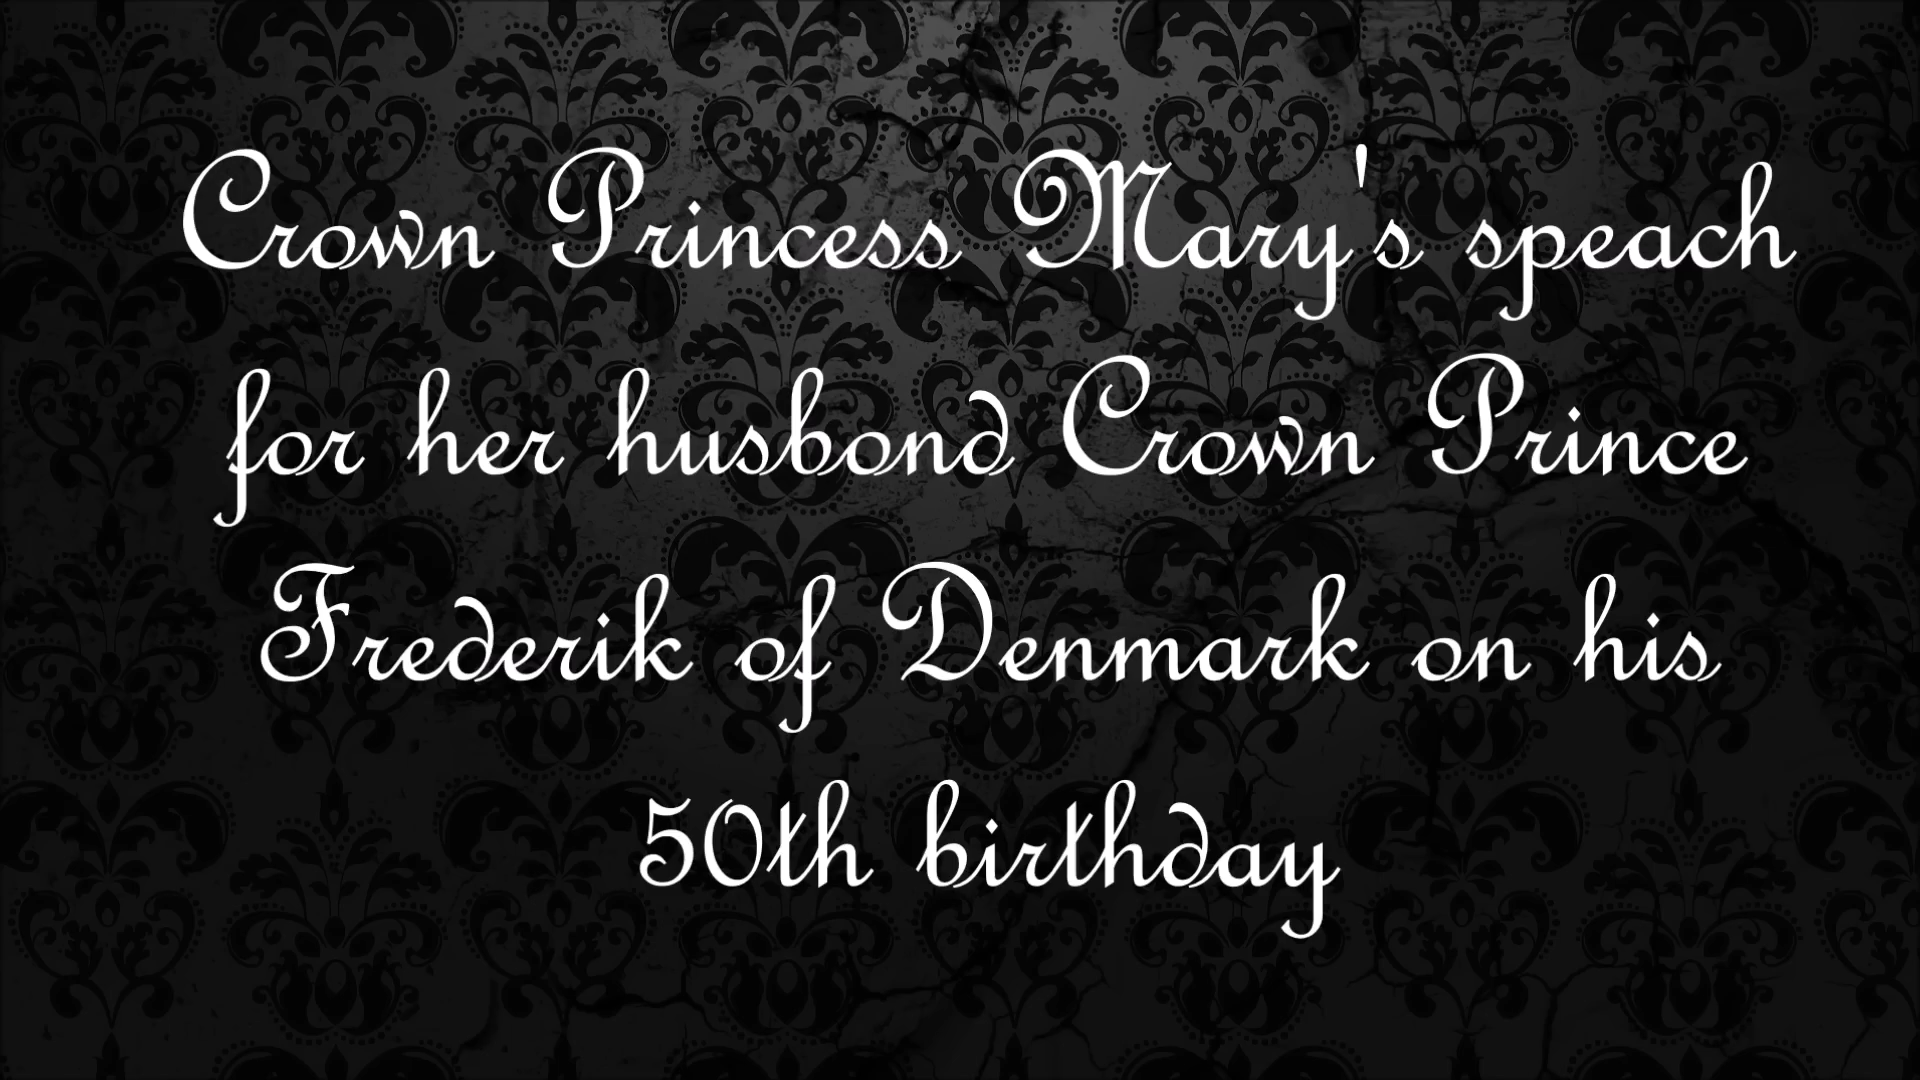 Crown Princess Mary's speach
for her husbond Crown Prince
Frederik of Denmark on his
50th birthday